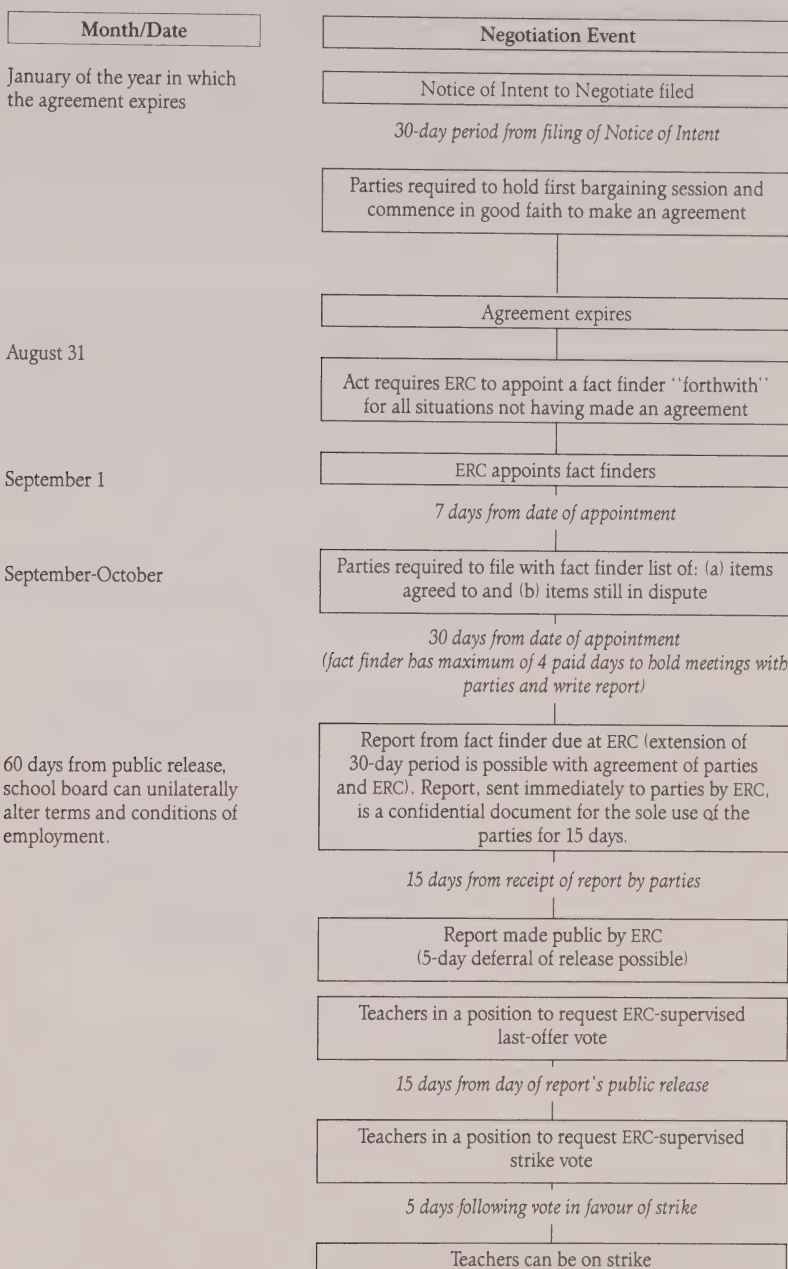 Month/Date
Negotiation Event
January of the year in which
the agreement expires
Notice of Intent to Negotiate filed
30-day period from filing of Notice of Intent
Parties required to hold first bargaining session and
commence in good faith to make an agreement
Agreement expires
August 31
Act requires ERC to appoint a fact finder "forthwith"
for all situations not having made an agreement
September 1
ERC appoints fact finders
7 days from date of appointment
September-October
Parties required to file with fact finder list of: (a) items
agreed to and (b) items still in dispute
30 days from date of appointment
(fact finder has maximum of 4 paid days to hold meetings with
parties and write report)
60 days from public release,
school board can unilaterally
alter terms and conditions of
employment.
Report from fact finder due at ERC (extension of
30-day period is possible with agreement of parties
and ERC). Report, sent immediately to parties by ERC,
is a confidential document for the sole use of the
parties for 15 days.
15 days from receipt of report by parties
Report made public by ERC
(5-day deferral of release possible)
Teachers in a position to request ERC-supervised
last-offer vote
15 days from day of report's public release
Teachers in a position to request ERC-supervised
strike vote
5 days following vote in favour of strike
Teachers can be on strike